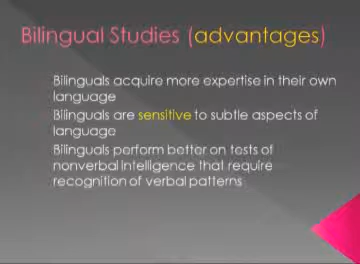 Bilingual Studies (advantages)
Bilinguals acquire more expertise in their own
language
Bilinguals are sensitive to subtle aspects of
language
Bilinguals perform better on tests of
nonverbal intelligence that require
recognition of verbal patterns